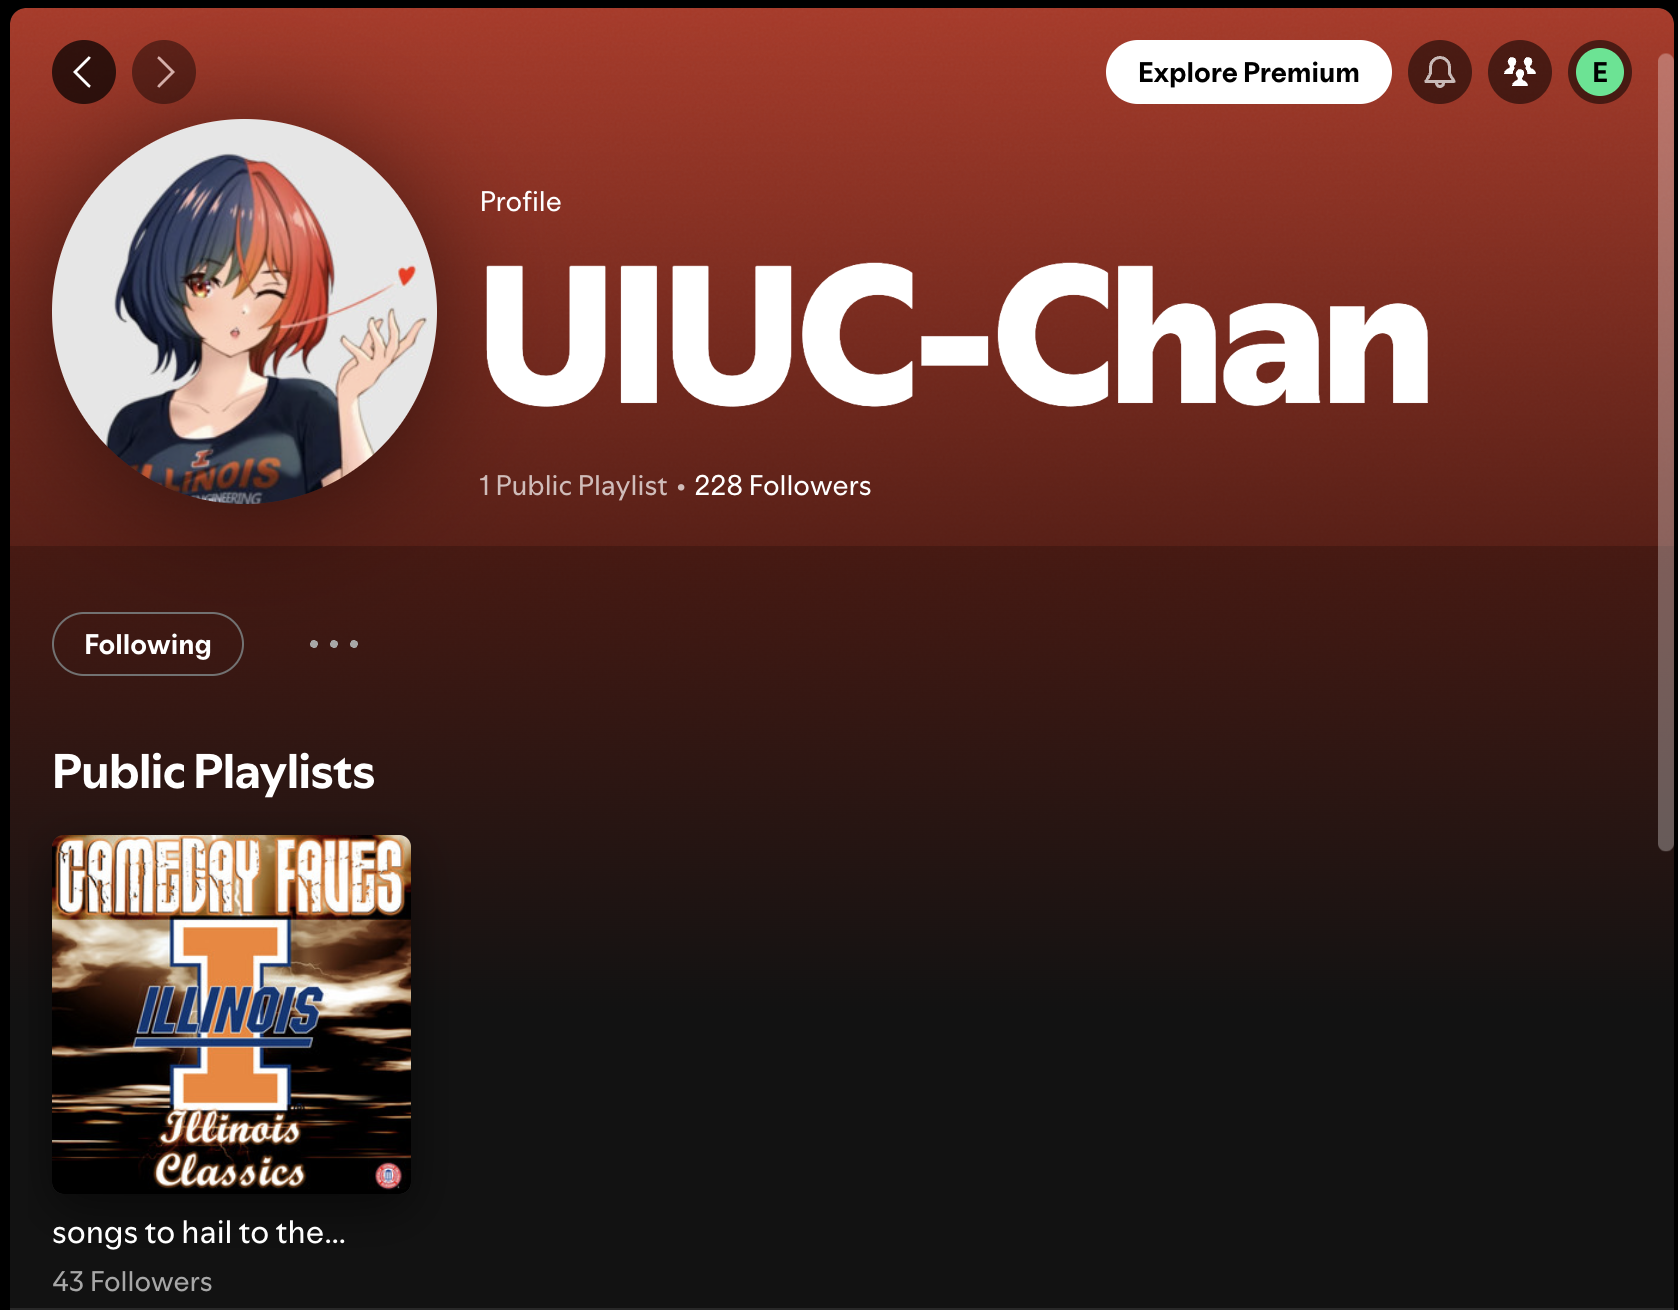 Explore Premium
E
Profile
UIUC-Chan
1 Public Playlist • 228 Followers
ILLINOIS
ENGINEERING
Following
Public Playlists
GAMEDAY FAVES
I
ILLINOIS
Illinois
Classics
songs to hail to the...
43 Followers